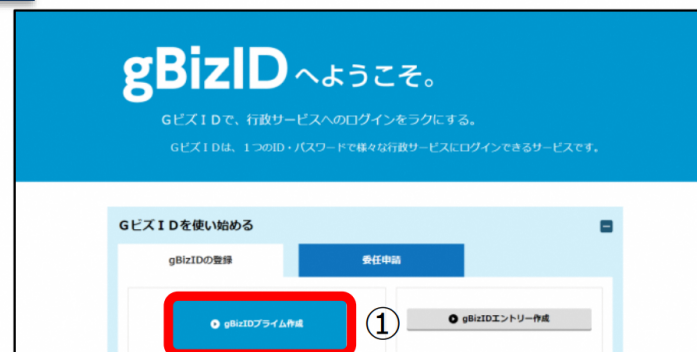 gBizID へようこそ。
GビズIDで、行政サービスへのログインをラクにする。
GビズIDは、1つのID・パスワードで様々な行政サービスにログインできるサービスです。
GビズIDを使い始める
gBizIDの登録 委任申請
gBizIDプライム作成 ① gBizIDエントリー作成